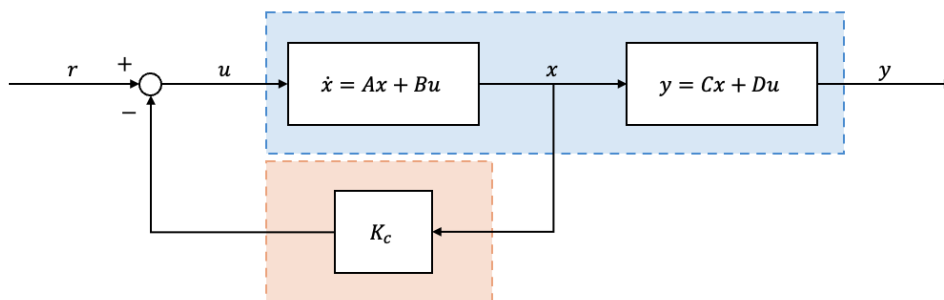 r
+
−
u
ẋ = Ax + Bu
x
y = Cx + Du
y
K_c